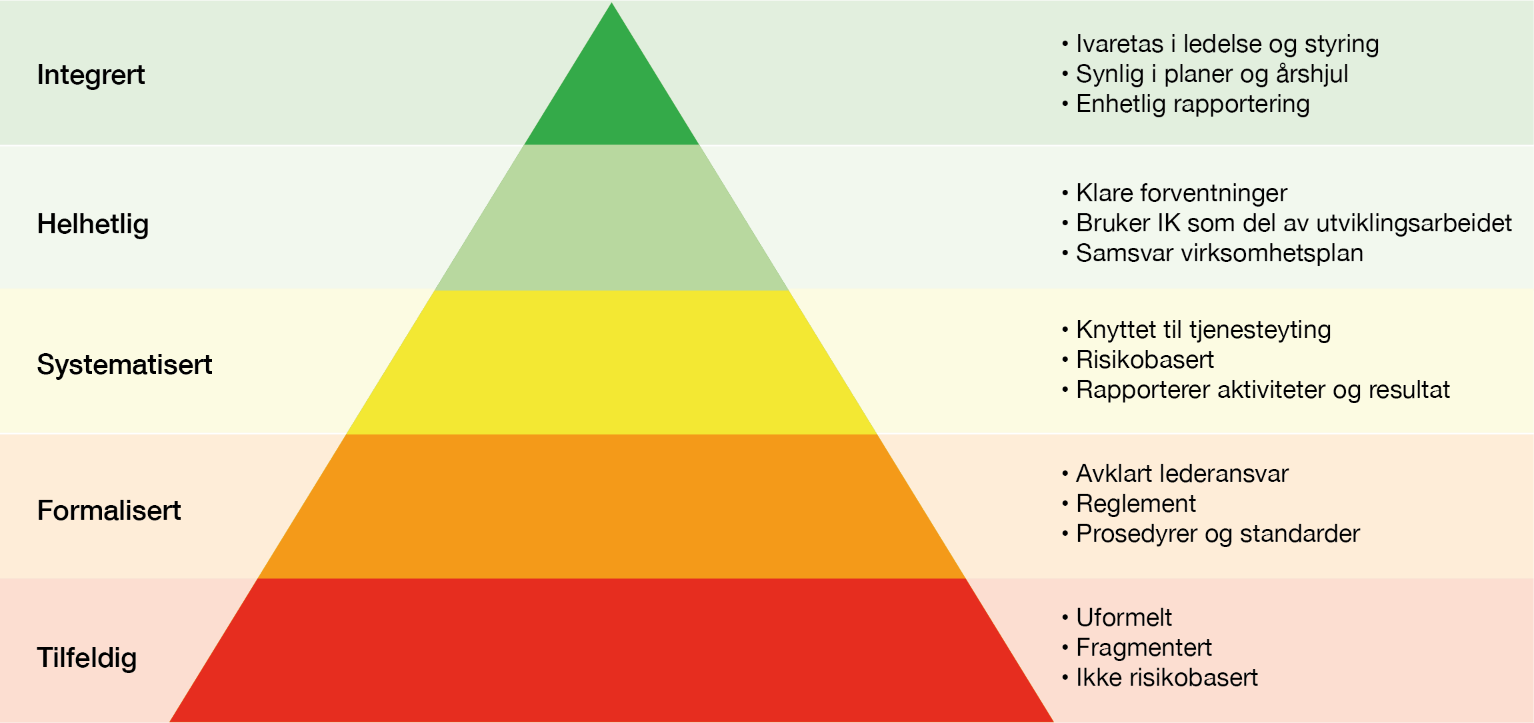 Integrert
• Ivaretas i ledelse og styring
• Synlig i planer og årshjul
• Enhetlig rapportering
Helhetlig
• Klare forventninger
• Bruker IK som del av utviklingsarbeidet
• Samsvar virksomhetsplan
Systematisert
• Knyttet til tjenesteyting
• Risikobasert
• Rapporterer aktiviteter og resultat
Formalisert
• Avklart lederansvar
• Reglement
• Prosedyrer og standarder
Tilfeldig
• Uformelt
• Fragmentert
• Ikke risikobasert